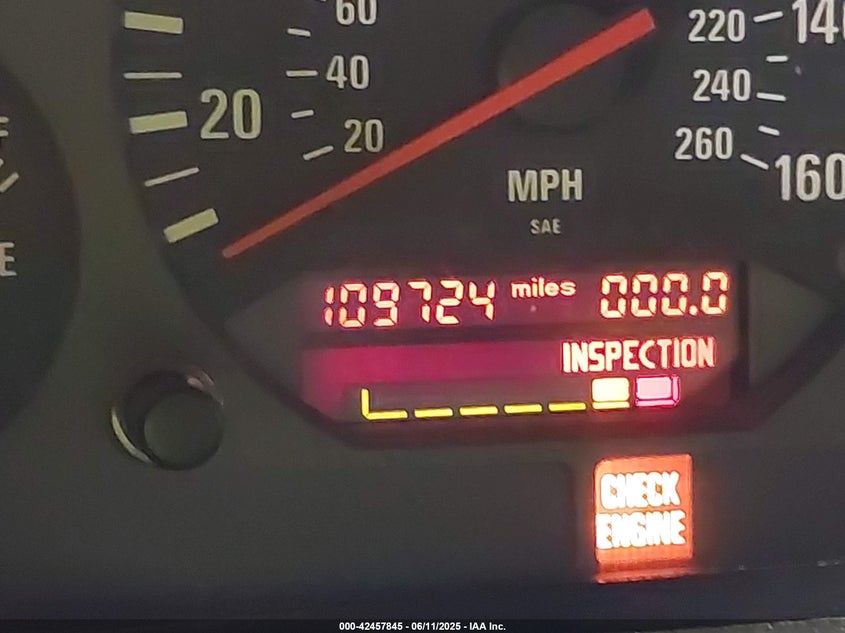 60
220 140
40
240
20
20
260 160
MPH
SAE
E
109724 miles 000.0
INSPECTION
CHECK
ENGINE
000-42457845 - 06/11/2025 - IAA Inc.